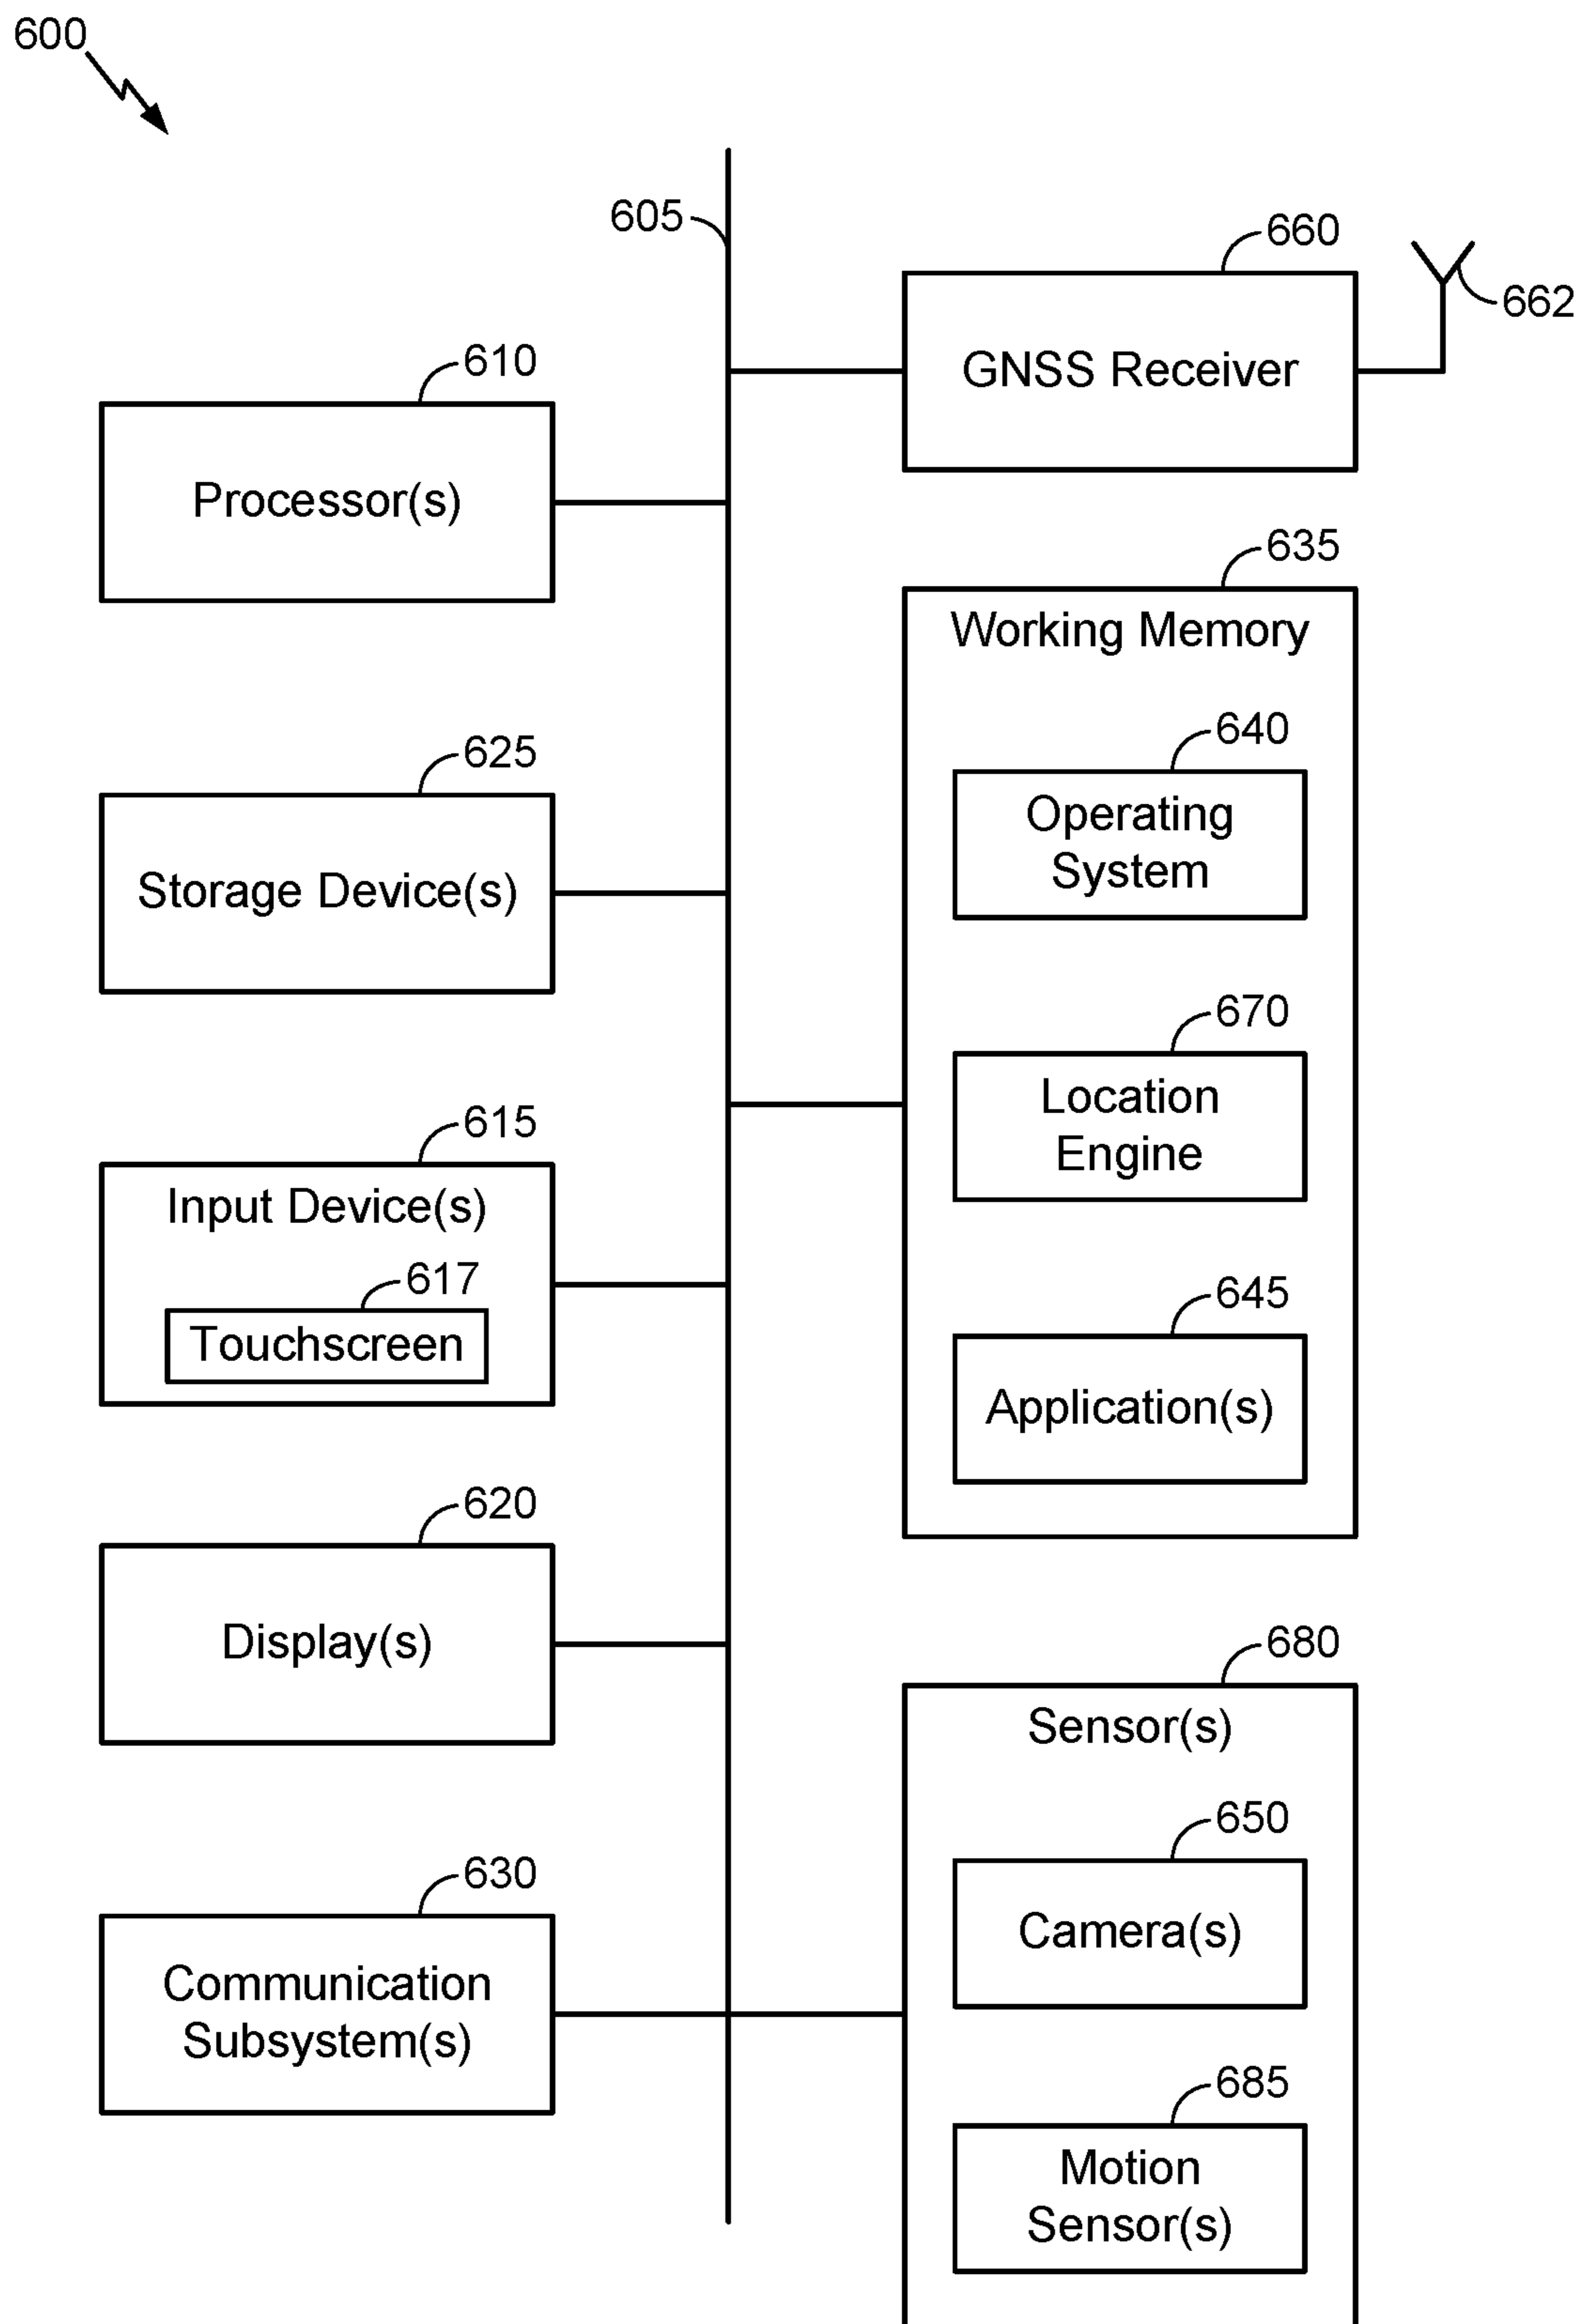 600
605
660
662
GNSS Receiver
610
Processor(s)
635
Working Memory
640
Operating
System
625
Storage Device(s)
670
Location
Engine
615
Input Device(s)
617
Touchscreen
645
Application(s)
620
Display(s)
680
Sensor(s)
650
Camera(s)
630
Communication
Subsystem(s)
685
Motion
Sensor(s)